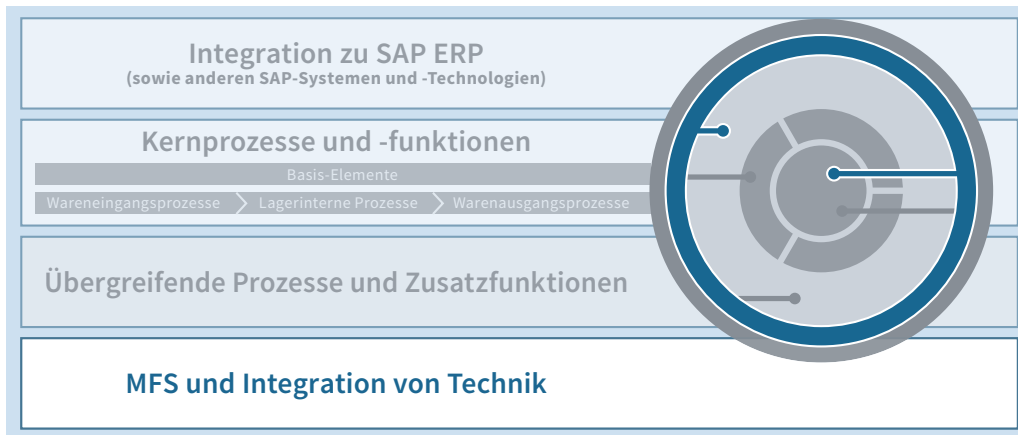 Integration zu SAP ERP
(sowie anderen SAP-Systemen und -Technologien)
Kernprozesse und -funktionen
Basis-Elemente
Wareneingangsprozesse Lagerinterne Prozesse Warenausgangsprozesse
Übergreifende Prozesse und Zusatzfunktionen
MFS und Integration von Technik